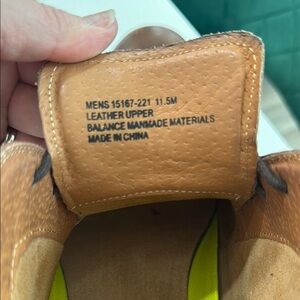 MENS 15167-221 11.5M
LEATHER UPPER
BALANCE MANMADE MATERIALS
MADE IN CHINA